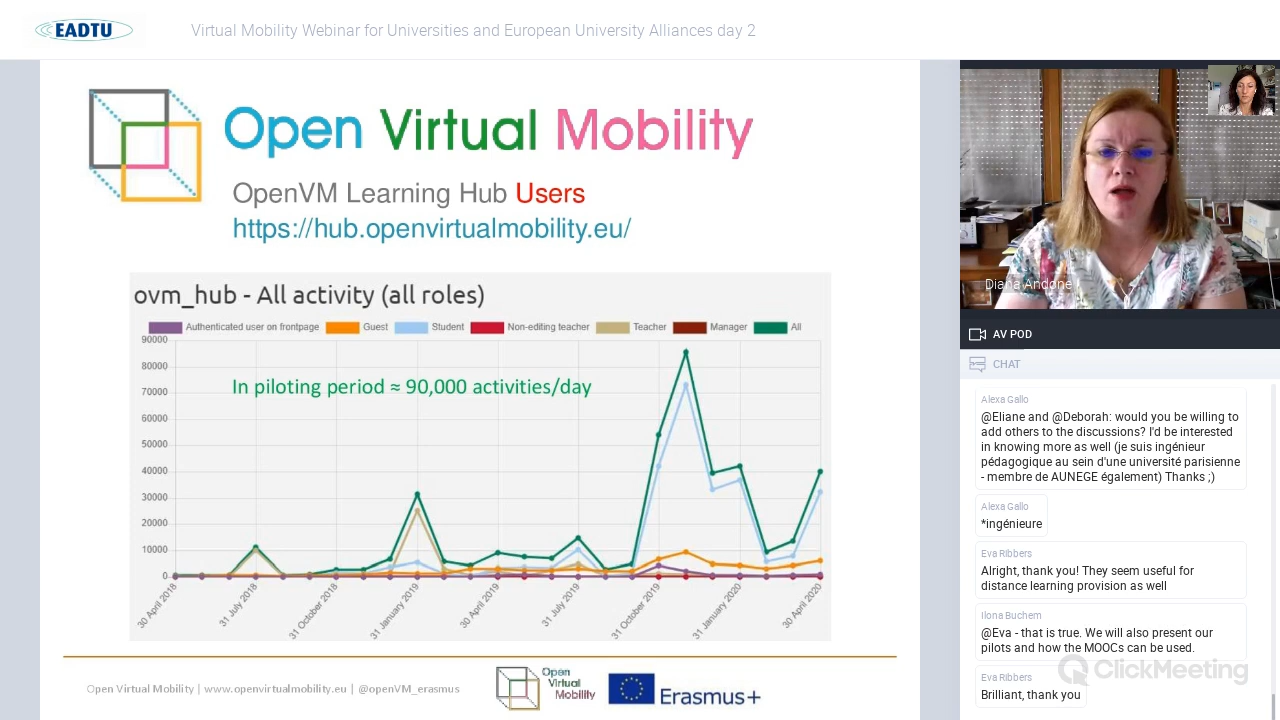 EADTU
Virtual Mobility Webinar for Universities and European University Alliances day 2
Open Virtual Mobility
OpenVM Learning Hub Users
https://hub.openvirtualmobility.eu/
ovm_hub - All activity (all roles)
Authenticated user on frontpage
Guest
Student
Non-editing teacher
Teacher
Manager
All
90000
80000
70000
60000
50000
40000
30000
20000
10000
0
In piloting period ≈ 90,000 activities/day
30 April 2018
31 July 2018
31 October 2018
31 January 2019
30 April 2019
31 July 2019
31 October 2019
31 January 2020
30 April 2020
Open Virtual Mobility | www.openvirtualmobility.eu | @openVM_erasmus
Open
Virtual
Mobility
Erasmus+
Diana Andone
AV POD
CHAT
Alexa Gallo
@Eliane and @Deborah: would you be willing to
add others to the discussions? I'd be interested
in knowing more as well (je suis ingénieur
pédagogique au sein d'une université parisienne
- membre de AUNEGE également) Thanks ;)
Alexa Gallo
*ingénieure
Eva Ribbers
Alright, thank you! They seem useful for
distance learning provision as well
Ilona Buchem
@Eva - that is true. We will also present our
pilots and how the MOOCs can be used.
Eva Ribbers
Brilliant, thank you
ClickMeeting